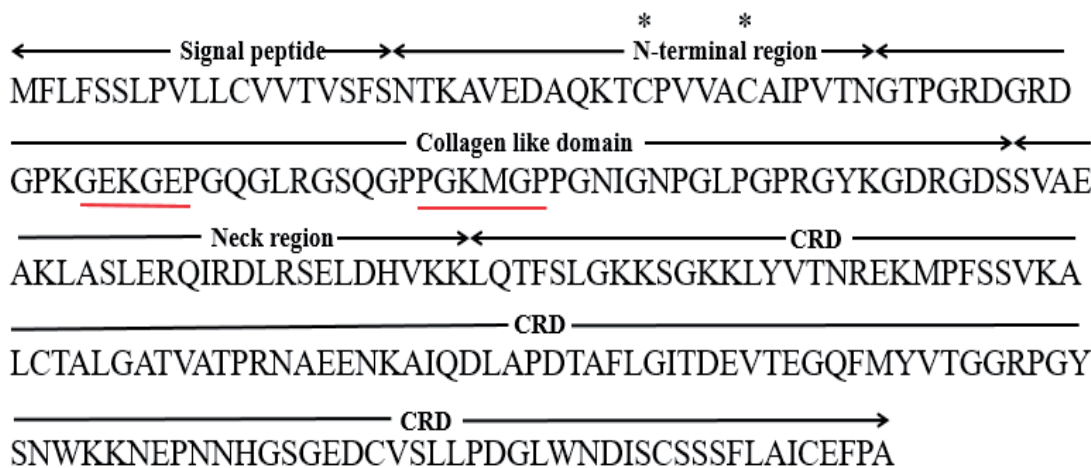 * *
Signal peptide N-terminal region
MFLFSSLPVLLCVVTVSFSNTKAVEDAQKTCPVVACAIPVTNGTPGRDGRD
Collagen like domain
GPKGEKGEPGQGLRGSQGPPGKMGPPGNIGNPGLPGPRGYKGDRGDSSVAE
Neck region CRD
AKLASLERQIRDLRSELDHVKKLQTFSLGKKSGKKLYVTNREKMPFSSVKA
CRD
LCTALGATVATPRNAEENKAIQDLAPDTAFLGITDEVTEGQFMYVTGGRPGY
CRD
SNWKKNEPNNHGSGEDCVSLLPDGLWNDISCSSSFLAICEFPA